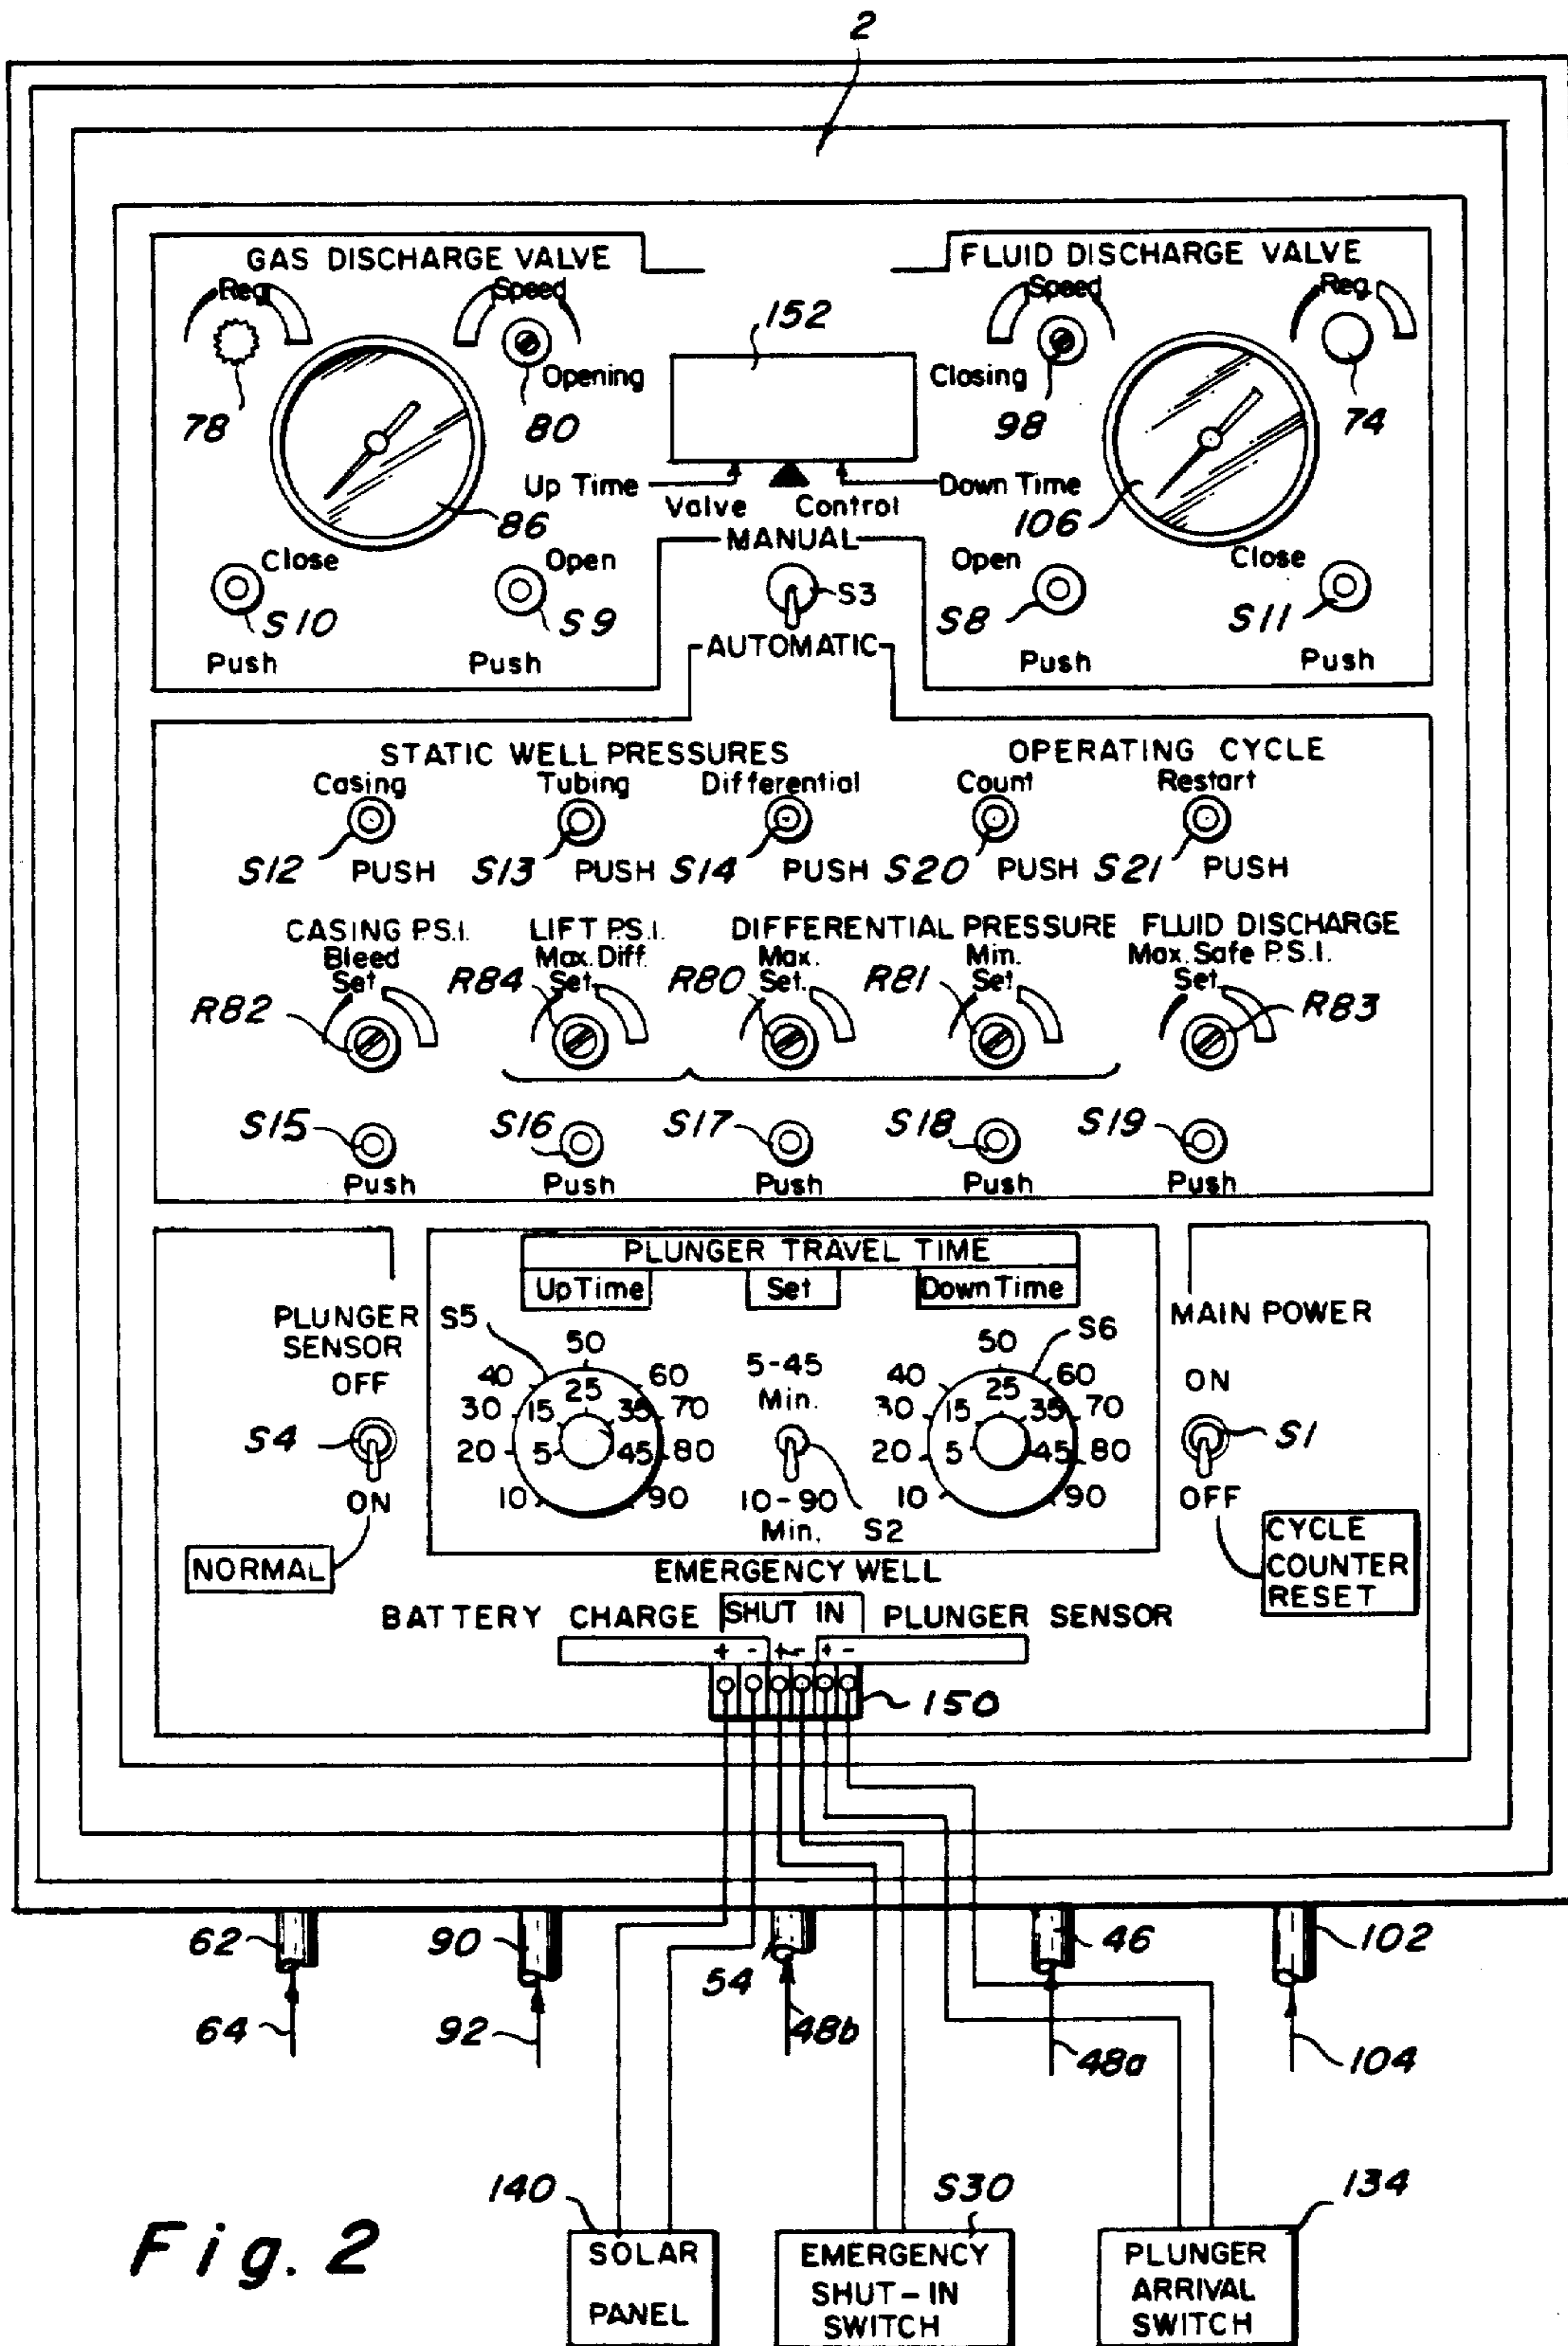 2
GAS DISCHARGE VALVE
FLUID DISCHARGE VALVE
Reg.
Speed
Speed
Reg.
152
Opening
Closing
78
80
98
74
Up Time
Down Time
Valve Control
86
106
MANUAL
Close
Open
Open
Close
S3
S10
S9
S8
S11
AUTOMATIC
Push
Push
Push
Push
STATIC WELL PRESSURES
OPERATING CYCLE
Casing
Tubing
Differential
Count
Restart
S12 PUSH
S13 PUSH
S14 PUSH
S20 PUSH
S21 PUSH
CASING P.S.I.
LIFT P.S.I.
DIFFERENTIAL PRESSURE
FLUID DISCHARGE
Bleed
Max. Diff.
Max.
Min.
Max. Safe P.S.I.
Set
Set
Set.
Set
Set
R82
R84
R80
R81
R83
S15
S16
S17
S18
S19
Push
Push
Push
Push
Push
PLUNGER TRAVEL TIME
Up Time
Set
Down Time
PLUNGER
SENSOR
S5
S6
MAIN POWER
OFF
ON
S4
S1
ON
OFF
NORMAL
CYCLE
COUNTER
RESET
10 20 30 40 50 60 70 80 90
5 15 25 35 45
5-45
Min.
10-90
Min.
S2
10 20 30 40 50 60 70 80 90
5 15 25 35 45
EMERGENCY WELL
BATTERY CHARGE
SHUT IN
PLUNGER SENSOR
+ - + - + -
150
62
90
54
46
102
64
92
48b
48a
104
140
S30
134
SOLAR
PANEL
EMERGENCY
SHUT-IN
SWITCH
PLUNGER
ARRIVAL
SWITCH
Fig. 2